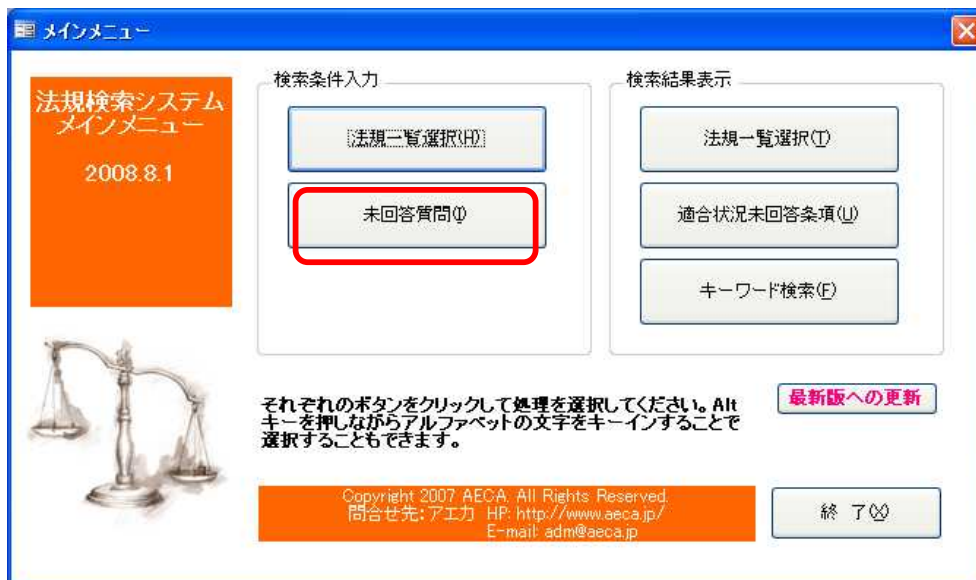 メインメニュー
法規検索システム
メインメニュー
2008.8.1
検索条件入力
法規一覧選択(H)
未回答質問(I)
検索結果表示
法規一覧選択(T)
適合状況未回答条項(U)
キーワード検索(F)
それぞれのボタンをクリックして処理を選択してください。Alt
キーを押しながらアルファベットの文字をキーインすることで
選択することもできます。
最新版への更新
Copyright 2007 AECA. All Rights Reserved.
問合せ先：アエカ HP: http://www.aeca.jp/
E-mail: adm@aeca.jp
終 了(X)